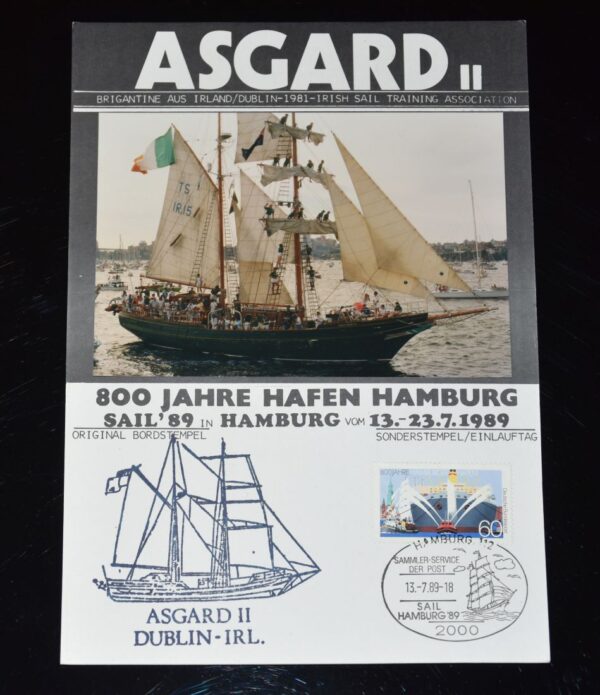 ASGARD II
BRIGANTINE AUS IRLAND/DUBLIN-1981-IRISH SAIL TRAINING ASSOCIATION
TS
IR151
800 JAHRE HAFEN HAMBURG
SAIL'89 IN HAMBURG VOM 13.-23.7.1989
ORIGINAL BORDSTEMPEL
SONDERSTEMPEL/EINLAUFTAG
800 JAHRE
60
HAMBURG 112
SAMMLER-SERVICE
DER POST
13.-7.89-18
SAIL
HAMBURG'89
2000
ASGARD II
DUBLIN-IRL.